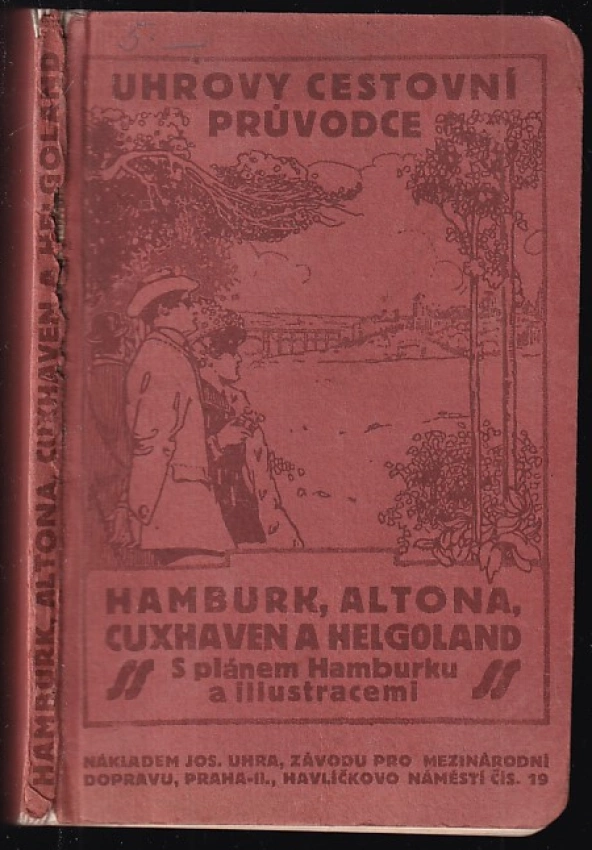 5 —
UHROVY CESTOVNÍ
PRŮVODCE
HAMBURK, ALTONA,
CUXHAVEN A HELGOLAND
S plánem Hamburku
a illustracemi
NÁKLADEM JOS. UHRA, ZÁVODU PRO MEZINÁRODNÍ
DOPRAVU, PRAHA-II., HAVLÍČKOVO NÁMĚSTÍ ČÍS. 19
HAMBURK, ALTONA, CUXHAVEN A HELGOLAND